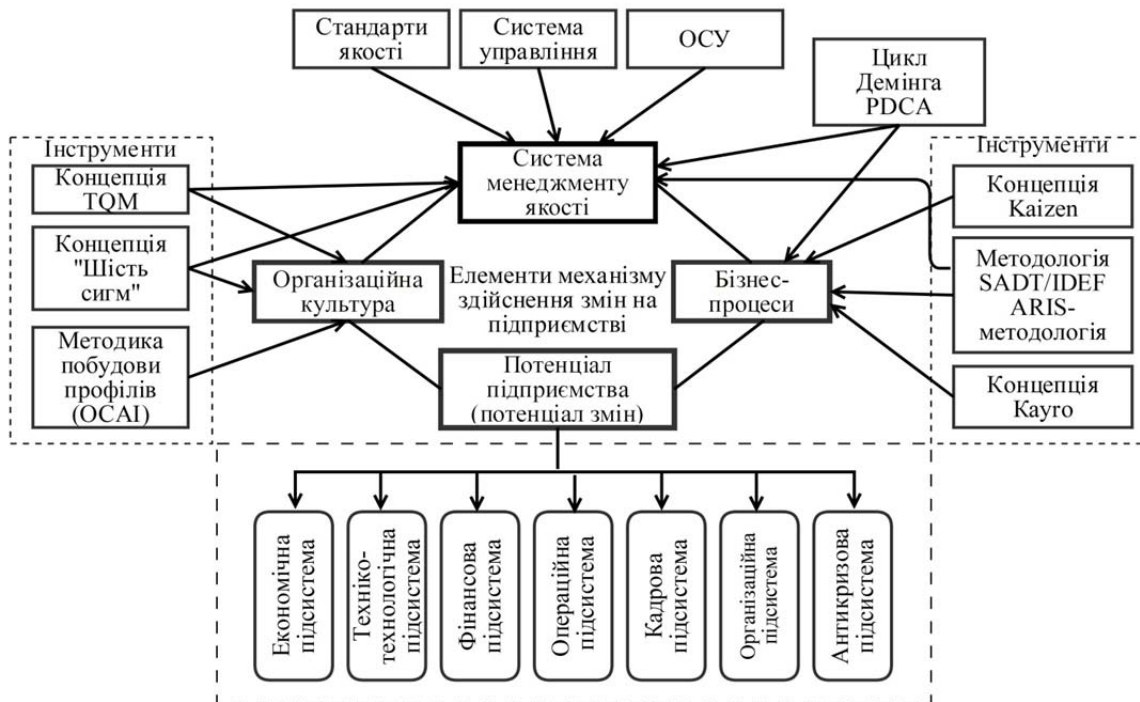 Стандарти
якості
Система
управління
ОСУ
Цикл
Демінга
PDCA
Інструменти
Концепція
TQM
Концепція
"Шість
сигм"
Методика
побудови
профілів
(OCAI)
Система
менеджменту
якості
Організаційна
культура
Елементи механізму
здійснення змін на
підприємстві
Бізнес-
процеси
Потенціал
підприємства
(потенціал змін)
Інструменти
Концепція
Kaizen
Методологія
SADT/IDEF
ARIS-
методологія
Концепція
Kayro
Економічна
підсистема
Техніко-
технологічна
підсистема
Фінансова
підсистема
Операційна
підсистема
Кадрова
підсистема
Організаційна
підсистема
Антикризова
підсистема